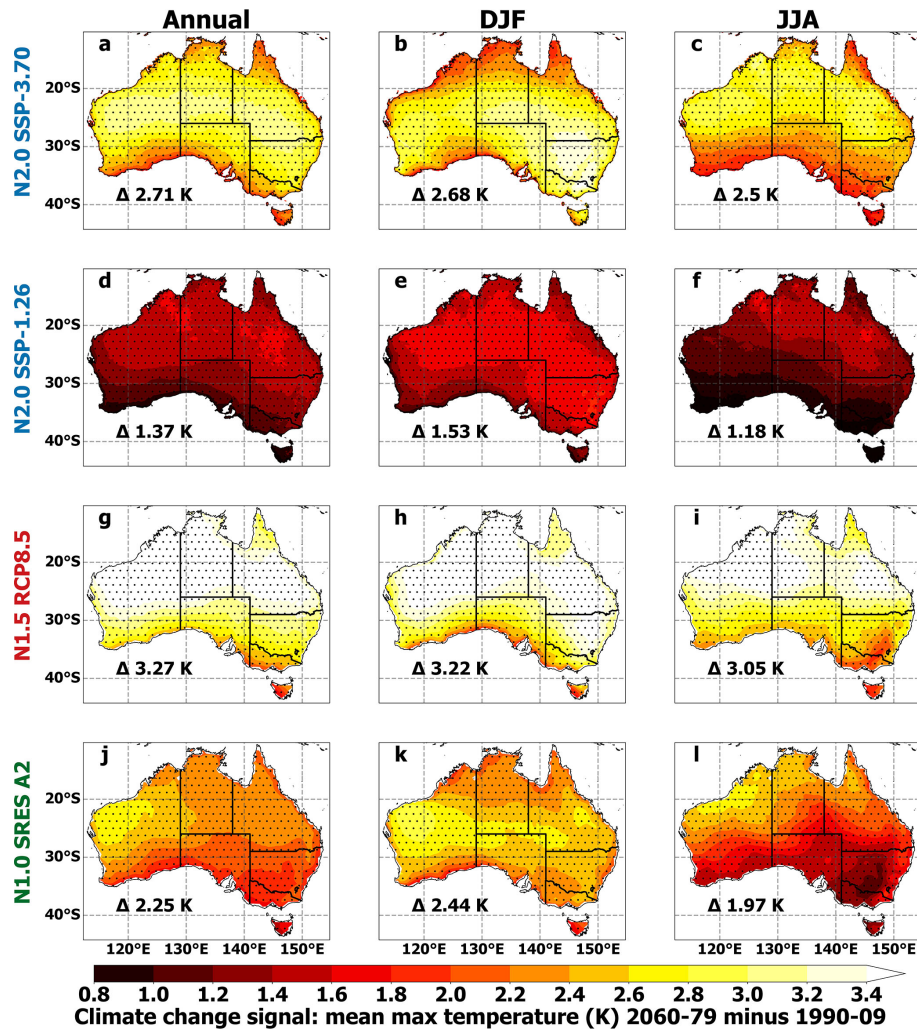 Annual DJF JJA
N2.0 SSP-3.70
a b c
20°S
30°S
40°S
Δ 2.71 K Δ 2.68 K Δ 2.5 K
N2.0 SSP-1.26
d e f
20°S
30°S
40°S
Δ 1.37 K Δ 1.53 K Δ 1.18 K
N1.5 RCP8.5
g h i
20°S
30°S
40°S
Δ 3.27 K Δ 3.22 K Δ 3.05 K
N1.0 SRES A2
j k l
20°S
30°S
40°S
Δ 2.25 K Δ 2.44 K Δ 1.97 K
120°E 130°E 140°E 150°E 120°E 130°E 140°E 150°E 120°E 130°E 140°E 150°E
0.8 1.0 1.2 1.4 1.6 1.8 2.0 2.2 2.4 2.6 2.8 3.0 3.2 3.4
Climate change signal: mean max temperature (K) 2060-79 minus 1990-09